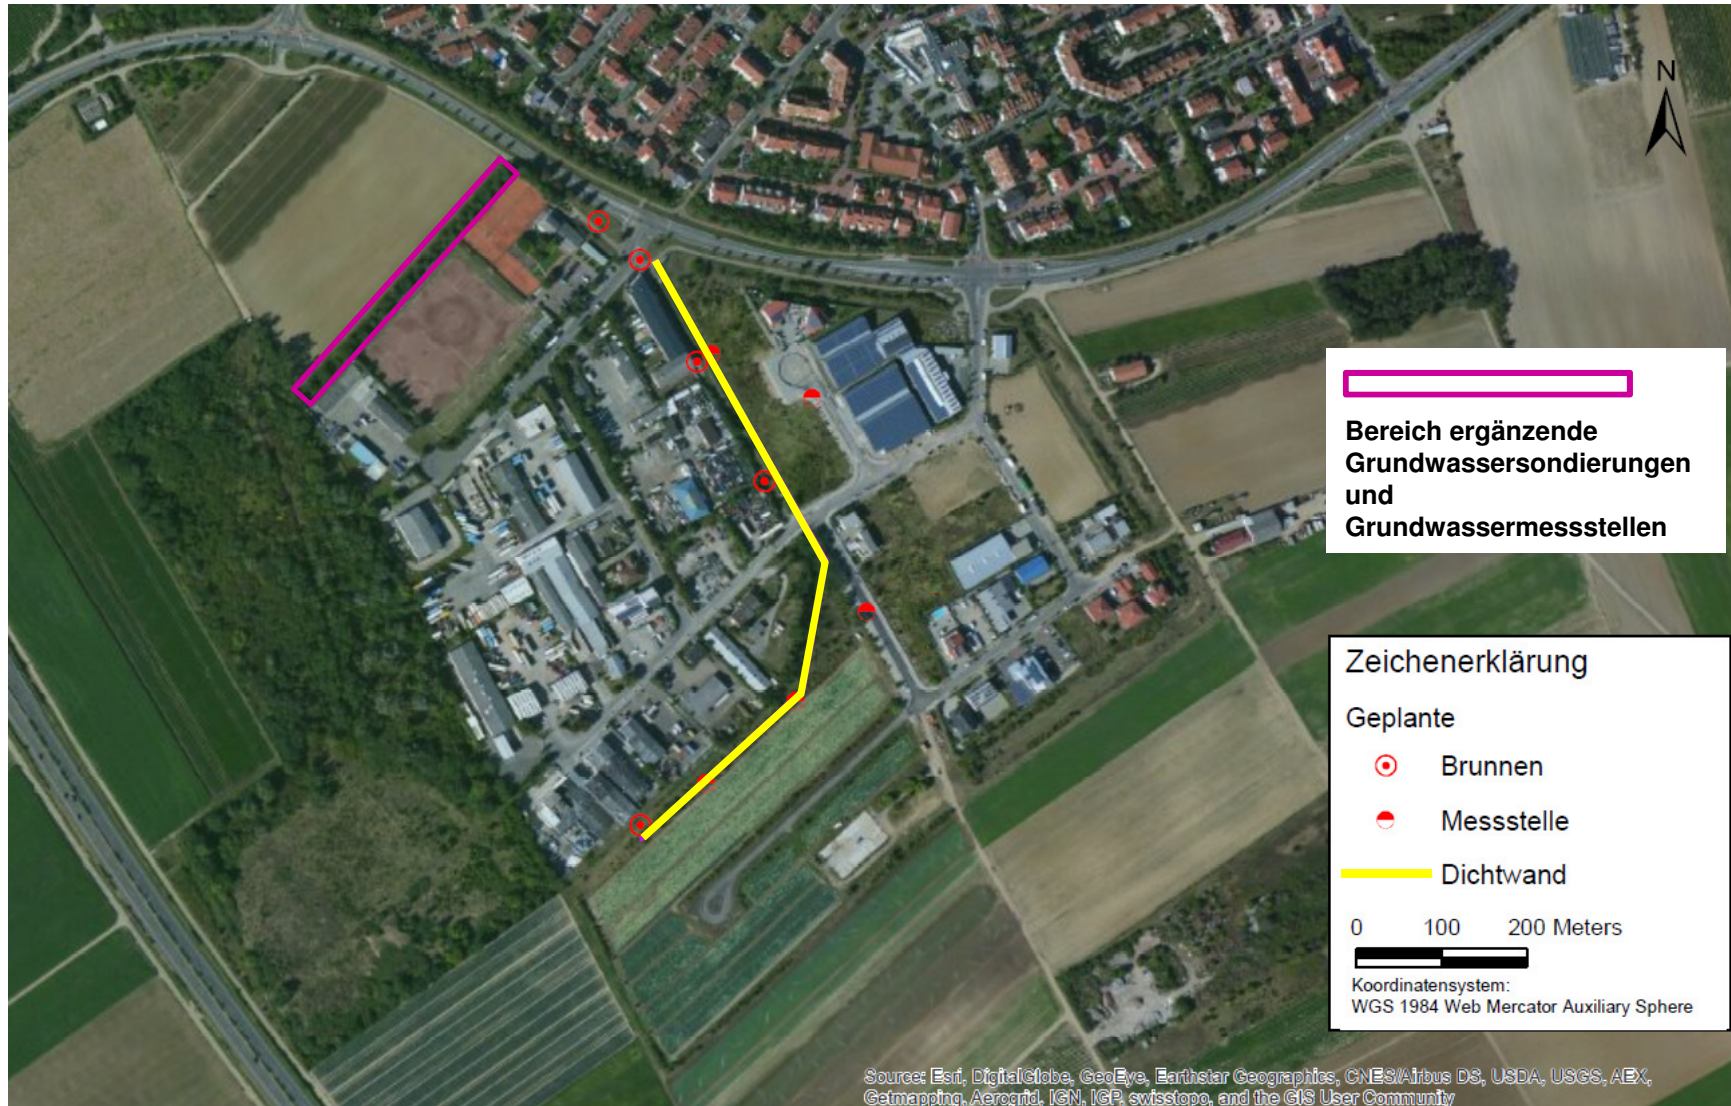 N
Bereich ergänzende
Grundwassersondierungen
und
Grundwassermessstellen
Zeichenerklärung
Geplante
Brunnen
Messstelle
Dichtwand
0 100 200 Meters
Koordinatensystem:
WGS 1984 Web Mercator Auxiliary Sphere
Source: Esri, DigitalGlobe, GeoEye, Earthstar Geographics, CNES/Airbus DS, USDA, USGS, AEX,
Getmapping, Aerogrid, IGN, IGP, swisstopo, and the GIS User Community